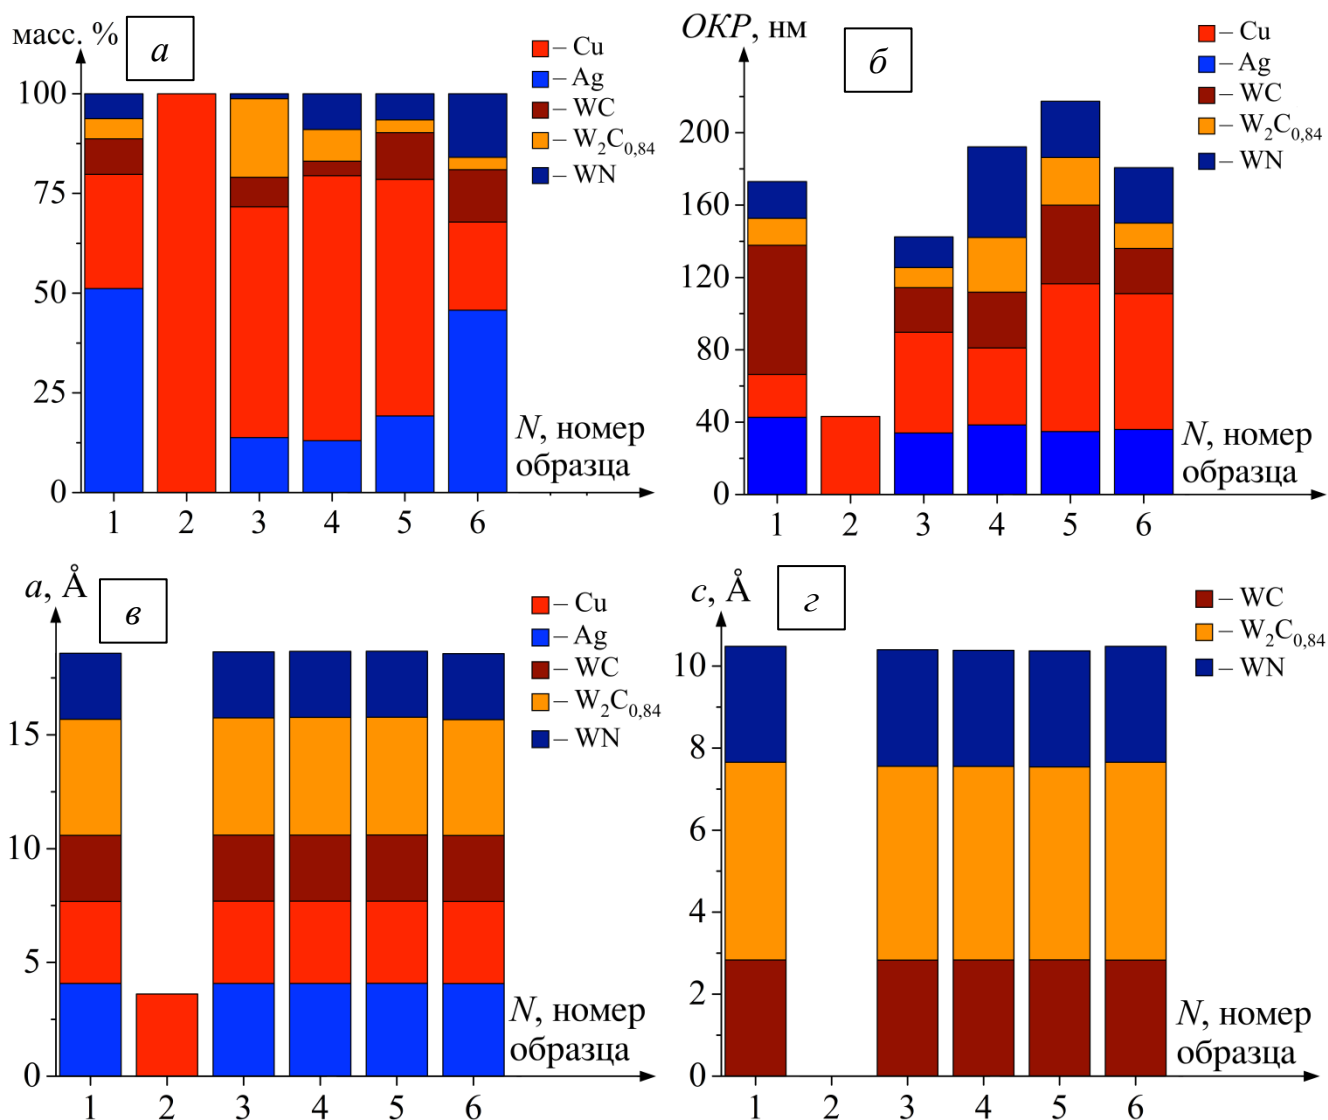 масс. %
а
– Cu
– Ag
– WC
– W₂C₀,₈₄
– WN
100
75
50
25
0
1 2 3 4 5 6
N, номер
образца
ОКР, нм
б
– Cu
– Ag
– WC
– W₂C₀,₈₄
– WN
200
160
120
80
40
0
1 2 3 4 5 6
N, номер
образца
a, Å
в
– Cu
– Ag
– WC
– W₂C₀,₈₄
– WN
15
10
5
0
1 2 3 4 5 6
N, номер
образца
c, Å
г
– WC
– W₂C₀,₈₄
– WN
10
8
6
4
2
0
1 2 3 4 5 6
N, номер
образца